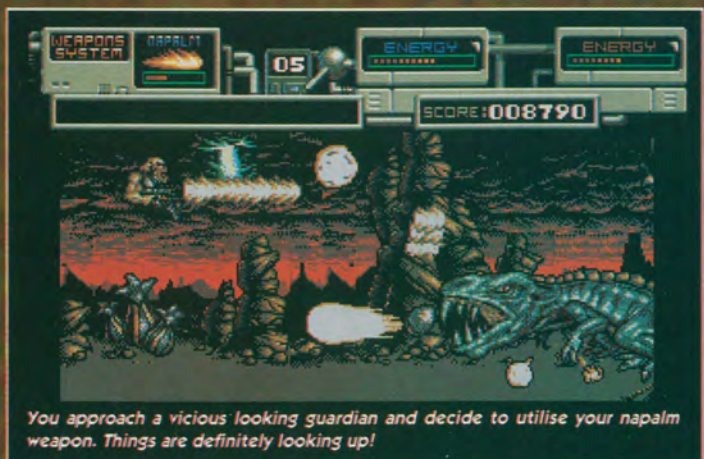 WEAPONS SYSTEM
NAPALM
05
ENERGY
ENERGY
SCORE:008790
You approach a vicious looking guardian and decide to utilise your napalm
weapon. Things are definitely looking up!